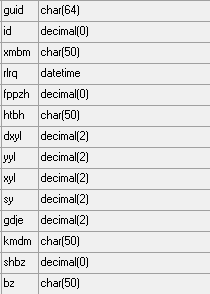 guid char(64)
id decimal(0)
xmbm char(50)
rlrq datetime
fppzh decimal(0)
htbh char(50)
dxyl decimal(2)
yyl decimal(2)
xyl decimal(2)
sy decimal(2)
gdje decimal(2)
kmdm char(50)
shbz decimal(0)
bz char(50)